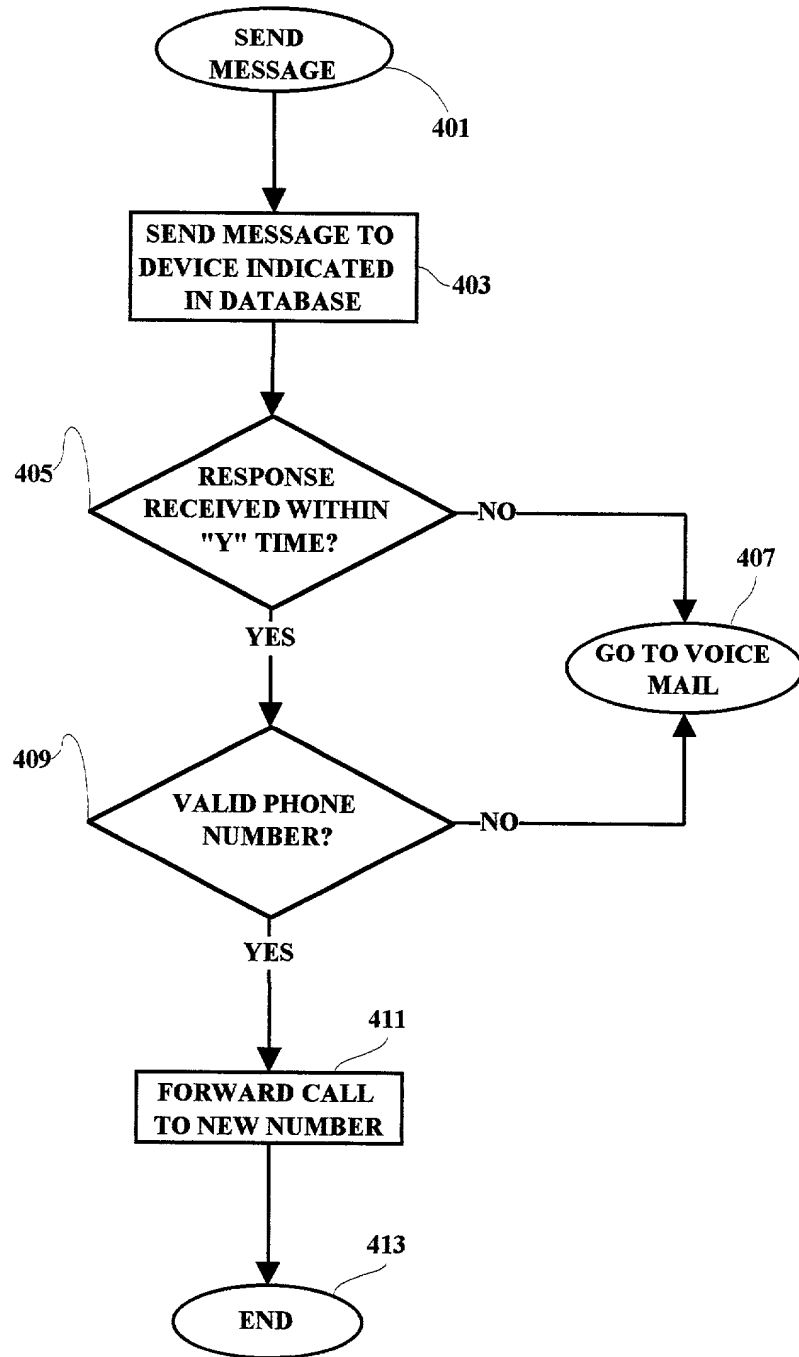 SEND
MESSAGE
401
SEND MESSAGE TO
DEVICE INDICATED
IN DATABASE
403
405
RESPONSE
RECEIVED WITHIN
"Y" TIME?
NO
407
YES
GO TO VOICE
MAIL
409
VALID PHONE
NUMBER?
NO
YES
411
FORWARD CALL
TO NEW NUMBER
413
END